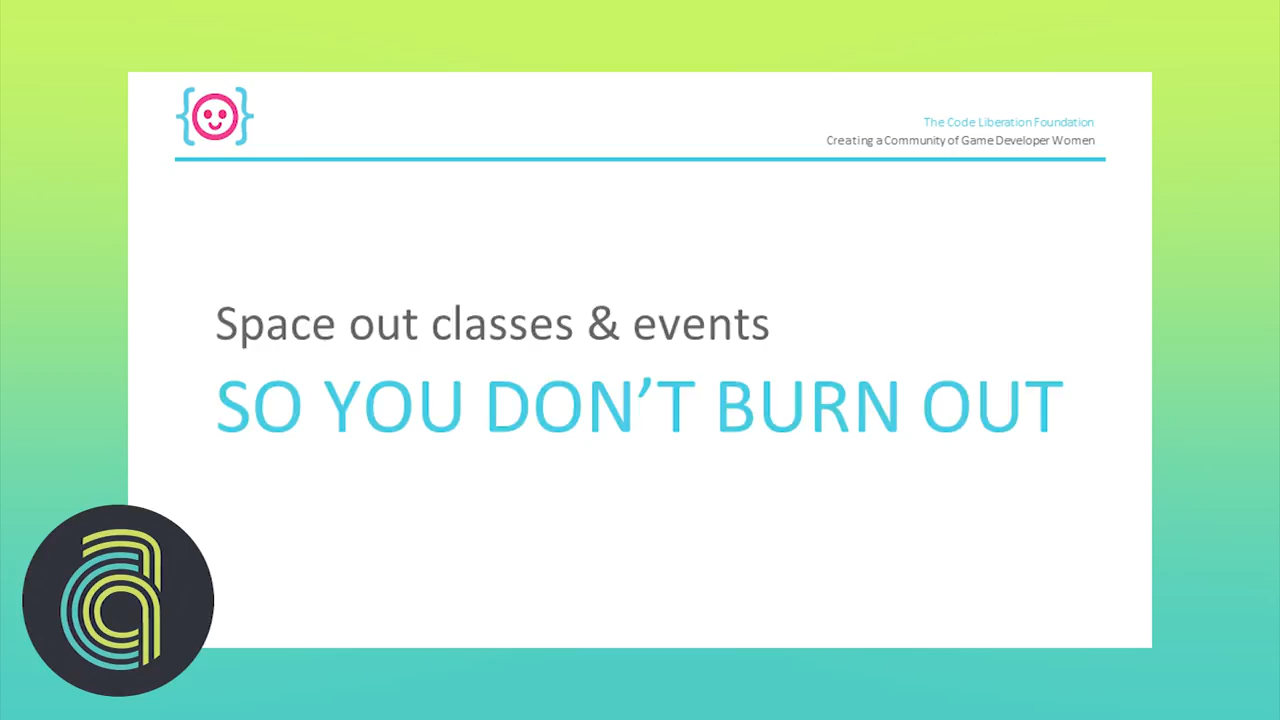 The Code Liberation Foundation
Creating a Community of Game Developer Women
Space out classes & events
SO YOU DON’T BURN OUT